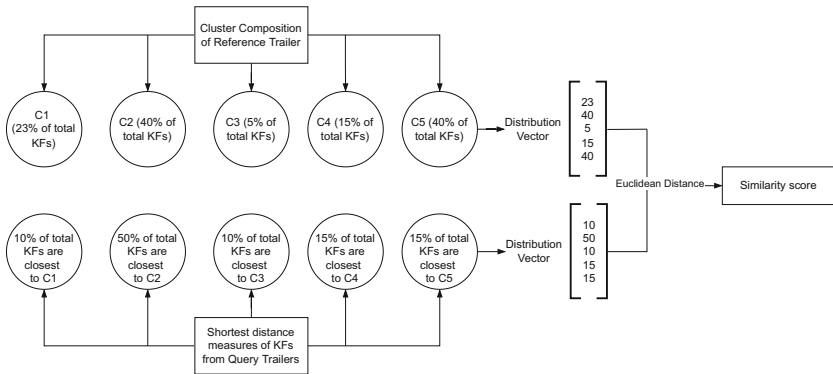 Cluster Composition
of Reference Trailer
C1
(23% of total
KFs)
C2 (40% of
total KFs)
C3 (5% of
total KFs)
C4 (15% of
total KFs)
C5 (40% of
total KFs)
Distribution
Vector
23
40
5
15
40
Euclidean Distance
Similarity score
10% of total
KFs are
closest
to C1
50% of total
KFs are
closest
to C2
10% of total
KFs are
closest
to C3
15% of total
KFs are
closest
to C4
15% of total
KFs are
closest
to C5
Distribution
Vector
10
50
10
15
15
Shortest distance
measures of KFs
from Query Trailers